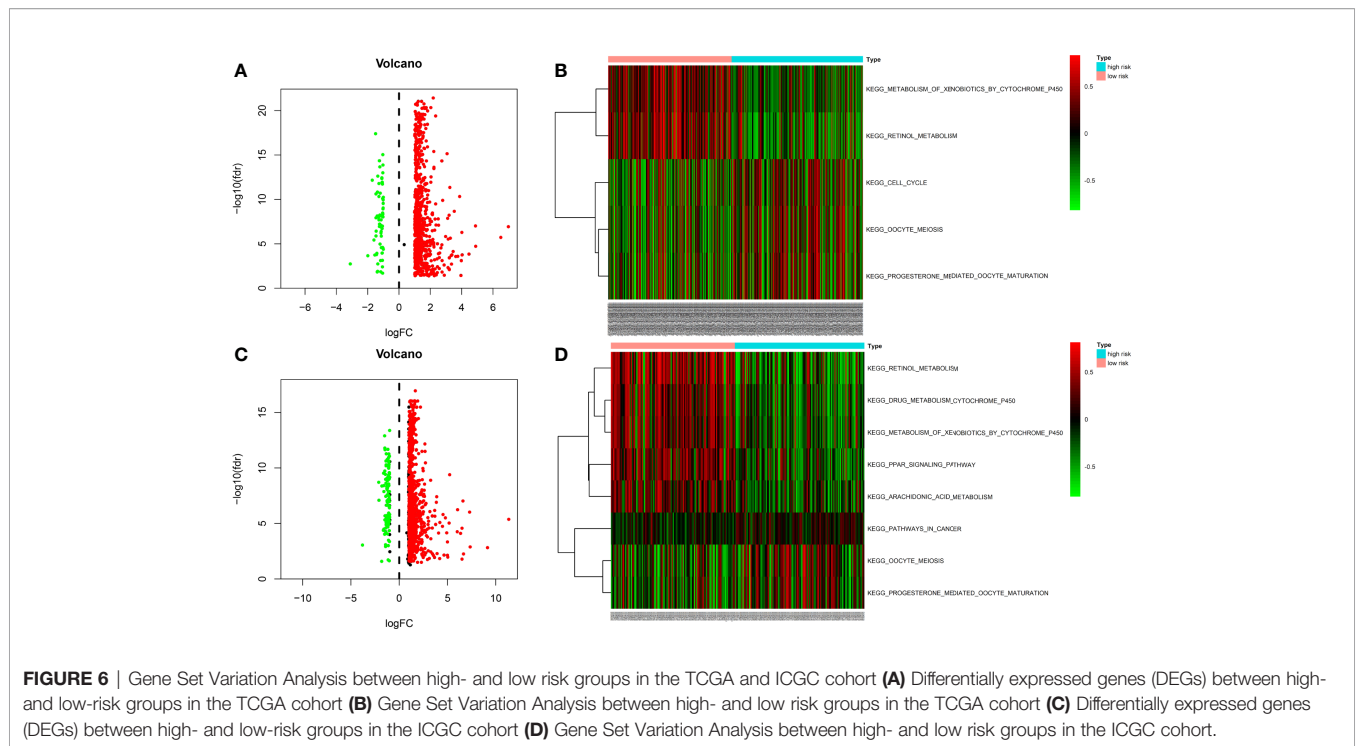 A
Volcano
20
15
10
5
0
−log10(fdr)
−6
−4
−2
0
2
4
6
logFC
B
Type
KEGG_METABOLISM_OF_XENOBIOTICS_BY_CYTOCHROME_P450
KEGG_RETINOL_METABOLISM
KEGG_CELL_CYCLE
KEGG_OOCYTE_MEIOSIS
KEGG_PROGESTERONE_MEDIATED_OOCYTE_MATURATION
0.5
0
-0.5
Type
high risk
low risk
C
Volcano
15
10
5
0
−log10(fdr)
−10
−5
0
5
10
logFC
D
Type
KEGG_RETINOL_METABOLISM
KEGG_DRUG_METABOLISM_CYTOCHROME_P450
KEGG_METABOLISM_OF_XENOBIOTICS_BY_CYTOCHROME_P450
KEGG_PPAR_SIGNALING_PATHWAY
KEGG_ARACHIDONIC_ACID_METABOLISM
KEGG_PATHWAYS_IN_CANCER
KEGG_OOCYTE_MEIOSIS
KEGG_PROGESTERONE_MEDIATED_OOCYTE_MATURATION
0.5
0
-0.5
Type
high risk
low risk
FIGURE 6 | Gene Set Variation Analysis between high- and low risk groups in the TCGA and ICGC cohort (A) Differentially expressed genes (DEGs) between high-
and low-risk groups in the TCGA cohort (B) Gene Set Variation Analysis between high- and low risk groups in the TCGA cohort (C) Differentially expressed genes
(DEGs) between high- and low-risk groups in the ICGC cohort (D) Gene Set Variation Analysis between high- and low risk groups in the ICGC cohort.